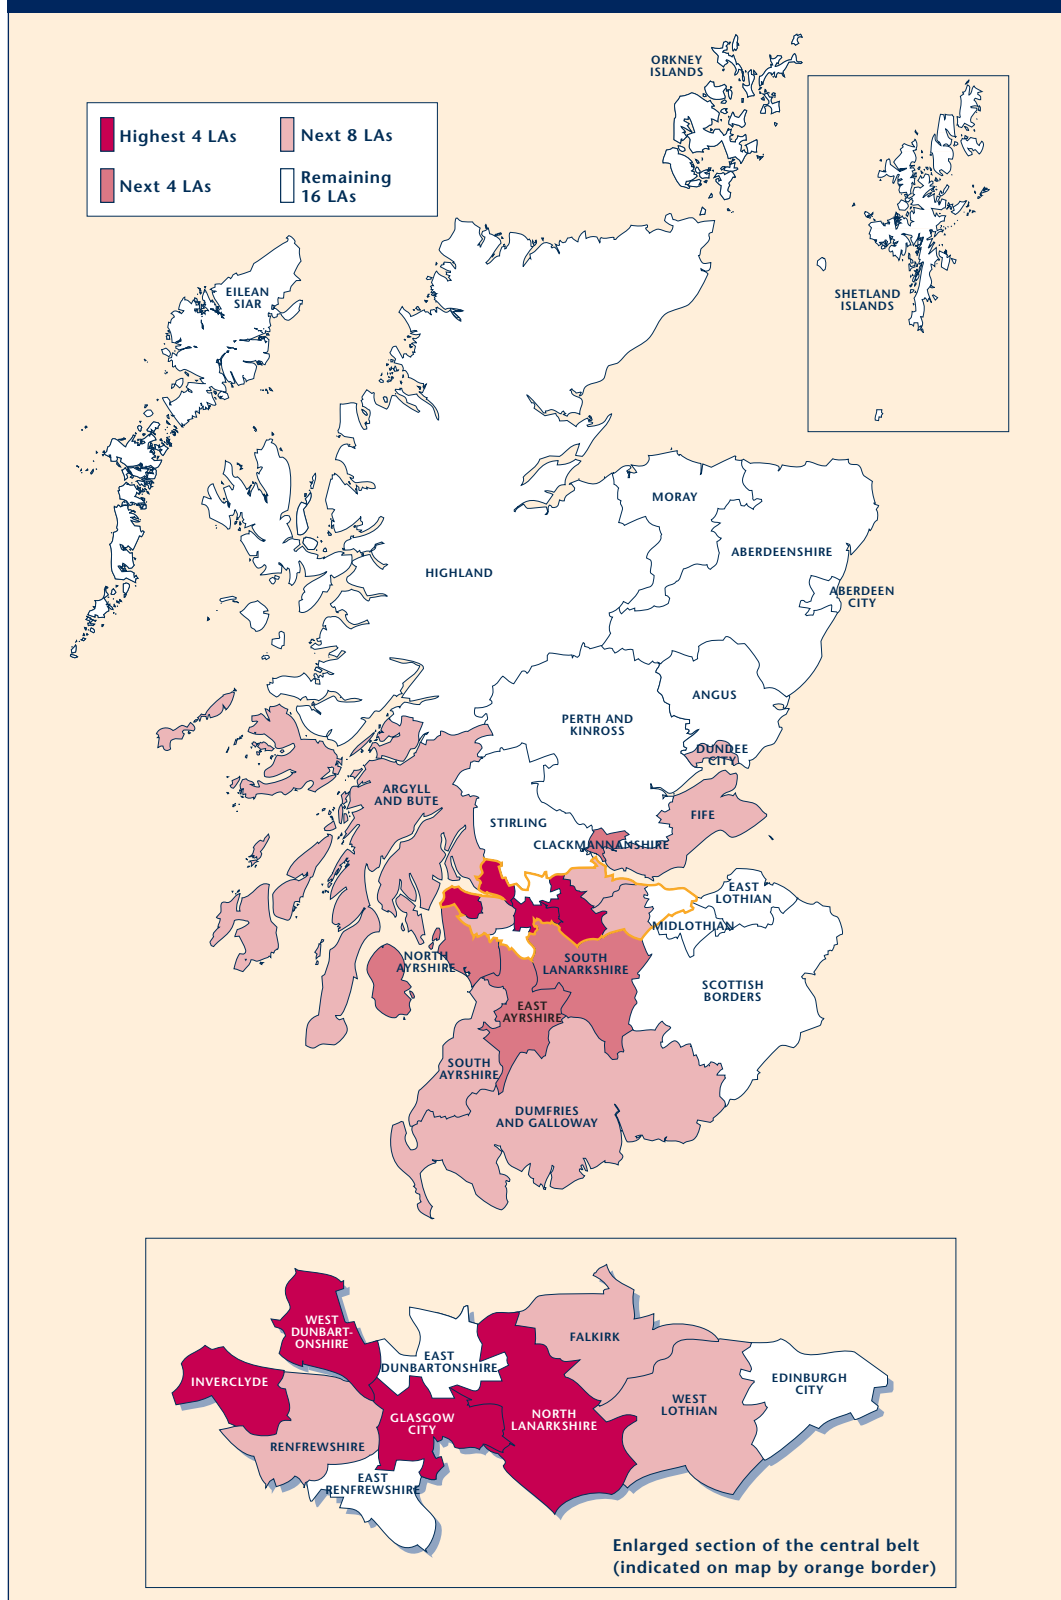 Highest 4 LAs
Next 8 LAs
Next 4 LAs
Remaining
16 LAs
ORKNEY
ISLANDS
SHETLAND
ISLANDS
EILEAN
SIAR
HIGHLAND
MORAY
ABERDEENSHIRE
ABERDEEN
CITY
ANGUS
PERTH AND
KINROSS
DUNDEE
CITY
ARGYLL
AND BUTE
STIRLING
FIFE
CLACKMANNANSHIRE
EAST
LOTHIAN
MIDLOTHIAN
NORTH
AYRSHIRE
SOUTH
LANARKSHIRE
SCOTTISH
BORDERS
EAST
AYRSHIRE
SOUTH
AYRSHIRE
DUMFRIES
AND GALLOWAY
WEST
DUNBART-
ONSHIRE
FALKIRK
EAST
DUNBARTONSHIRE
INVERCLYDE
EDINBURGH
CITY
WEST
LOTHIAN
GLASGOW
CITY
NORTH
LANARKSHIRE
RENFREWSHIRE
EAST
RENFREWSHIRE
Enlarged section of the central belt
(indicated on map by orange border)